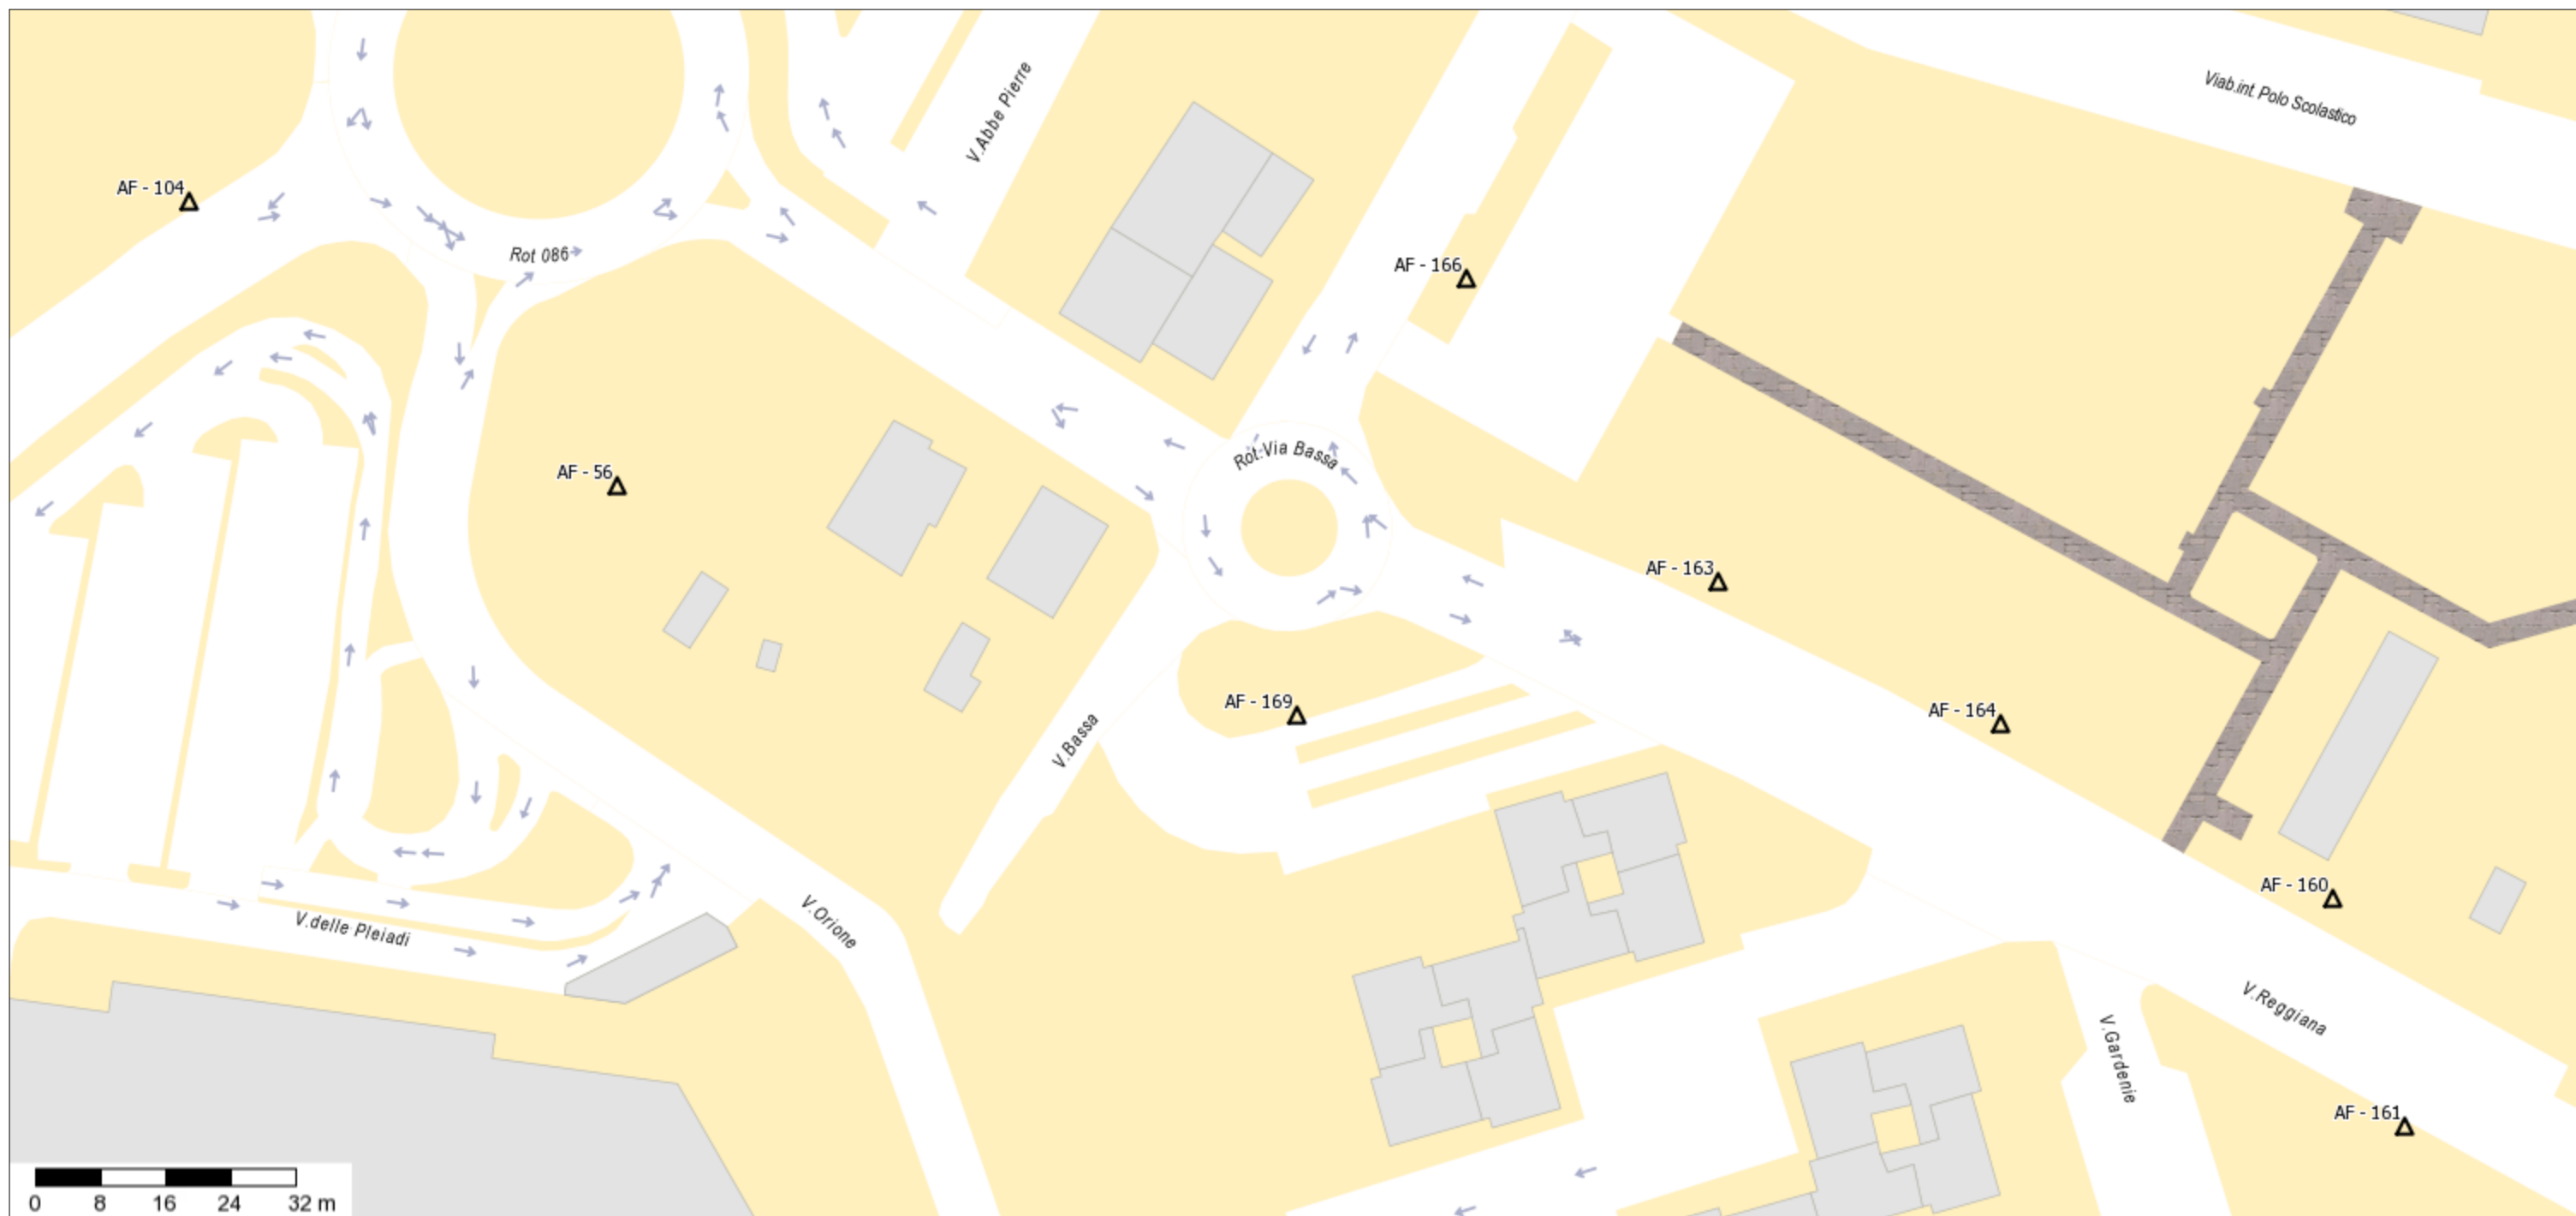 V.Abbe Pierre
Viab.int. Polo Scolastico
AF - 104
Rot 086
AF - 166
Rot.Via Bassa
AF - 56
AF - 163
AF - 169
AF - 164
V.Bassa
AF - 160
V.Orione
V.delle Pleiadi
V.Reggiana
V.Gardenie
AF - 161
0 8 16 24 32 m